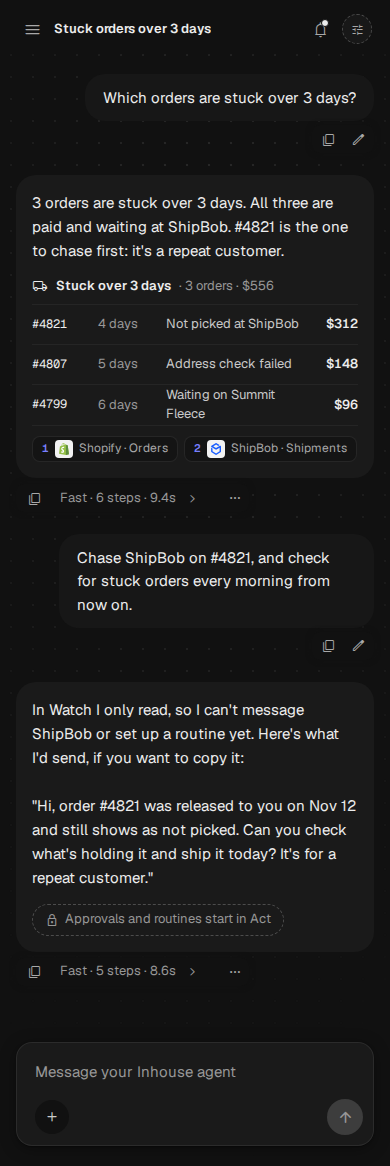 Stuck orders over 3 days
Which orders are stuck over 3 days?
3 orders are stuck over 3 days. All three are
paid and waiting at ShipBob. #4821 is the one
to chase first: it's a repeat customer.
Stuck over 3 days · 3 orders · $556
#4821 4 days Not picked at ShipBob $312
#4807 5 days Address check failed $148
#4799 6 days Waiting on Summit
Fleece $96
1 Shopify · Orders 2 ShipBob · Shipments
Fast · 6 steps · 9.4s
Chase ShipBob on #4821, and check
for stuck orders every morning from
now on.
In Watch I only read, so I can't message
ShipBob or set up a routine yet. Here's what
I'd send, if you want to copy it:
"Hi, order #4821 was released to you on Nov 12
and still shows as not picked. Can you check
what's holding it and ship it today? It's for a
repeat customer."
Approvals and routines start in Act
Fast · 5 steps · 8.6s
Message your Inhouse agent